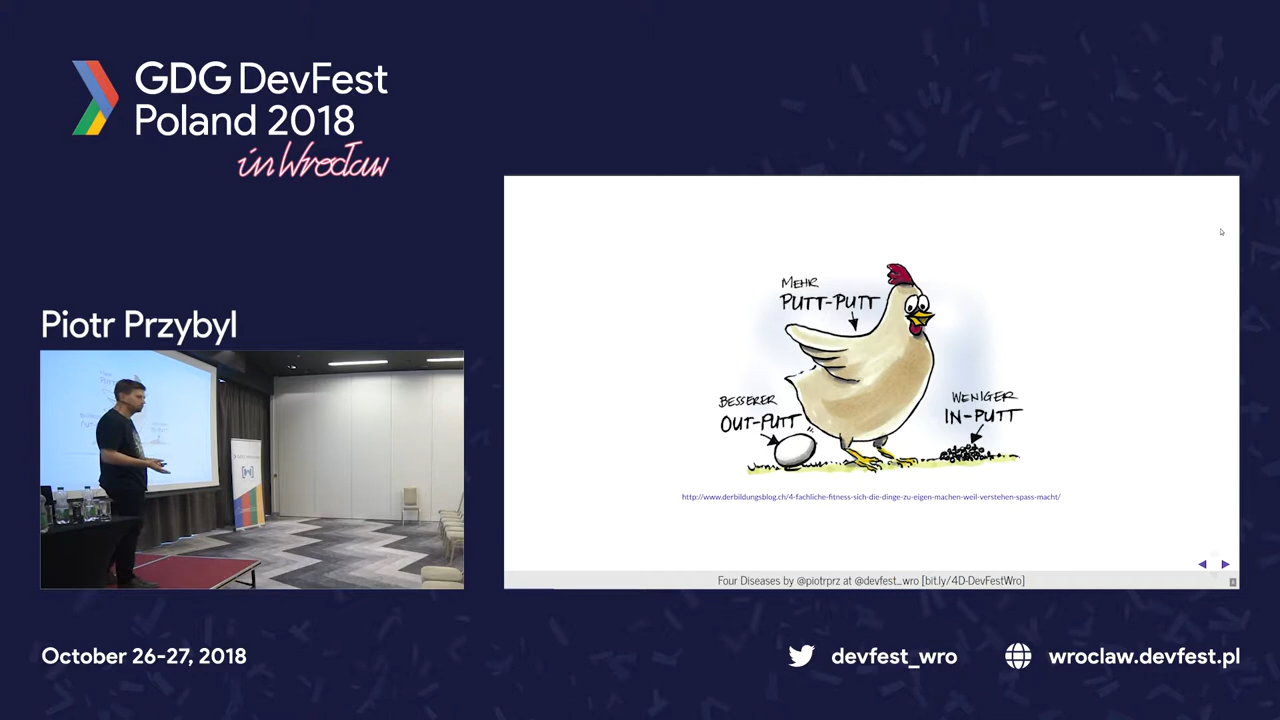 GDG DevFest
Poland 2018
in Wrocław
Piotr Przybyl
MEHR
PUTT-PUTT
BESSERER
OUT-PUTT
WENIGER
IN-PUTT
http://www.derbildungsblog.ch/4-fachliche-fitness-sich-die-dinge-zu-eigen-machen-weil-verstehen-spass-macht/
Four Diseases by @piotrprz at @devfest_wro [bit.ly/4D-DevFestWro]
October 26-27, 2018
devfest_wro
wroclaw.devfest.pl